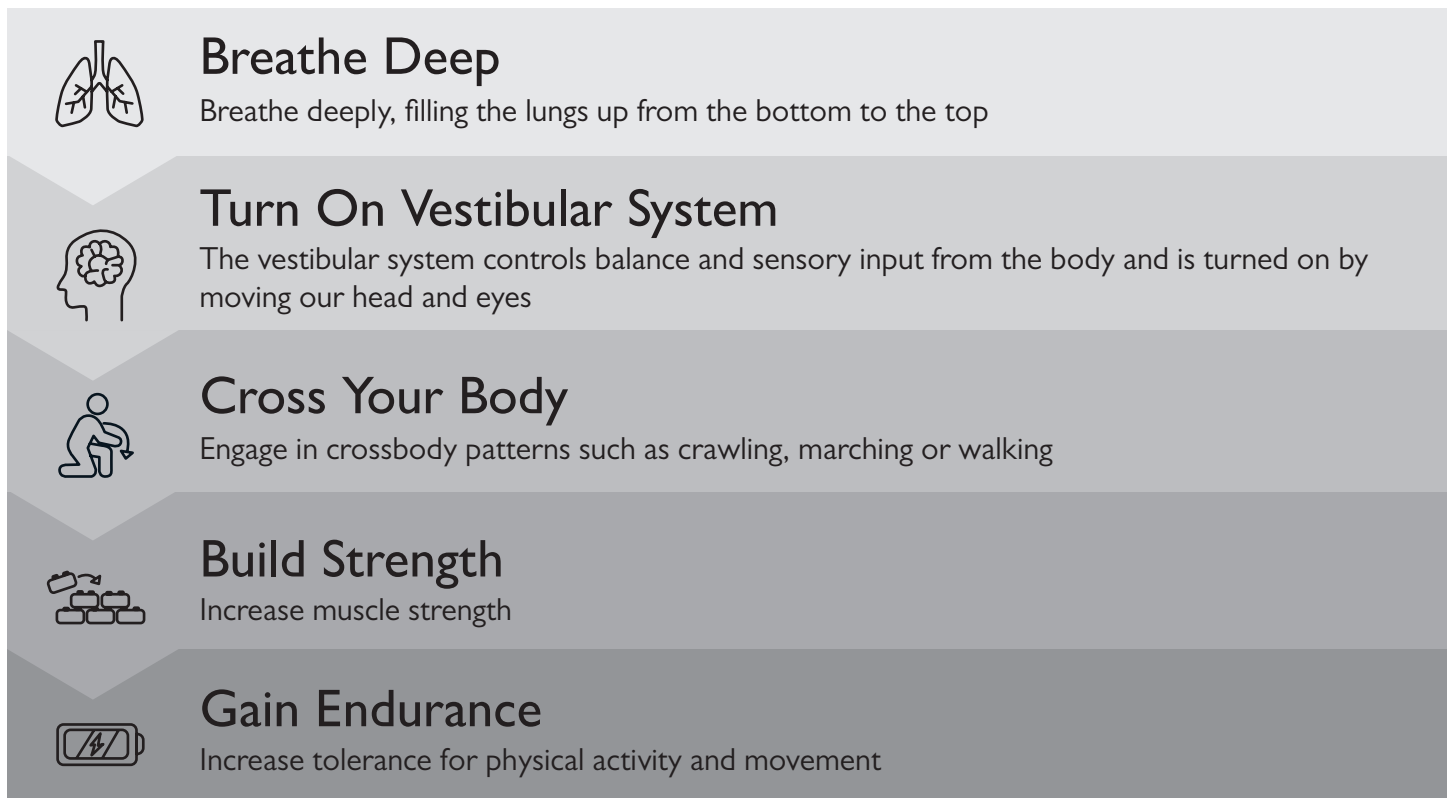 Breathe Deep
Breathe deeply, filling the lungs up from the bottom to the top
Turn On Vestibular System
The vestibular system controls balance and sensory input from the body and is turned on by
moving our head and eyes
Cross Your Body
Engage in crossbody patterns such as crawling, marching or walking
Build Strength
Increase muscle strength
Gain Endurance
Increase tolerance for physical activity and movement